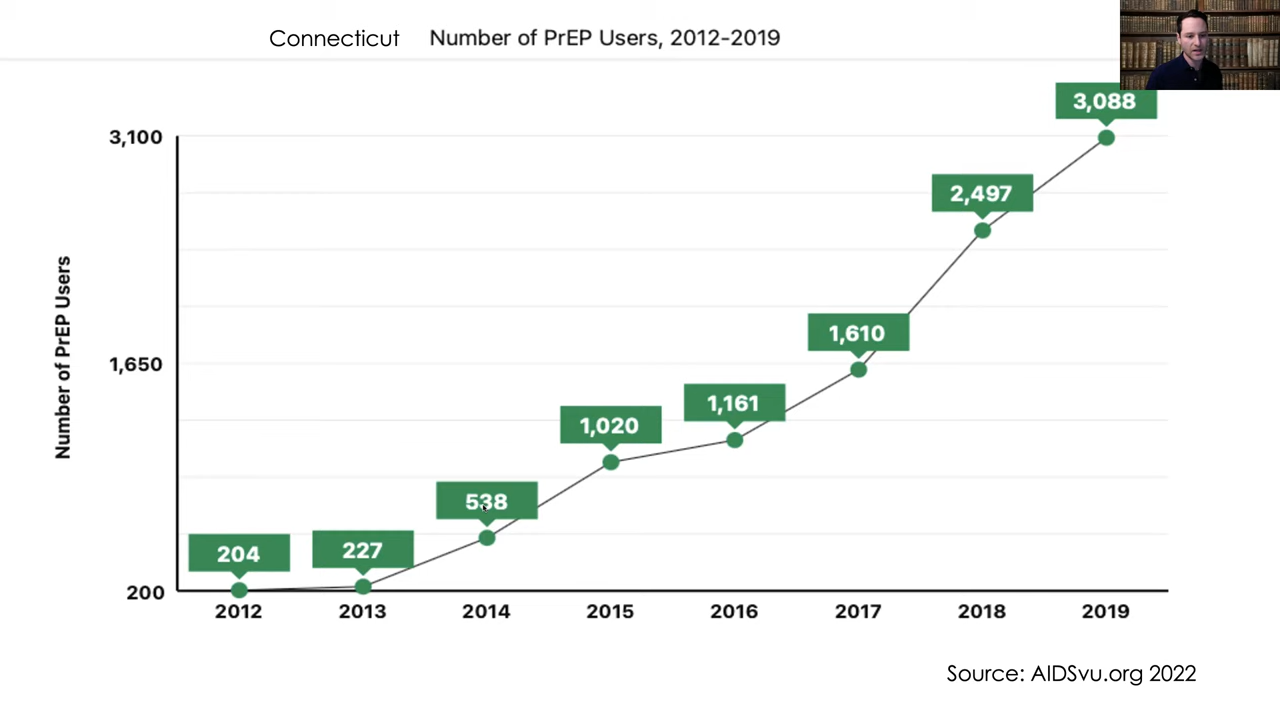 Connecticut Number of PrEP Users, 2012-2019
3,088
3,100
2,497
1,610
1,650
1,161
1,020
538
227
204
200
Number of PrEP Users
2012 2013 2014 2015 2016 2017 2018 2019
Source: AIDSvu.org 2022